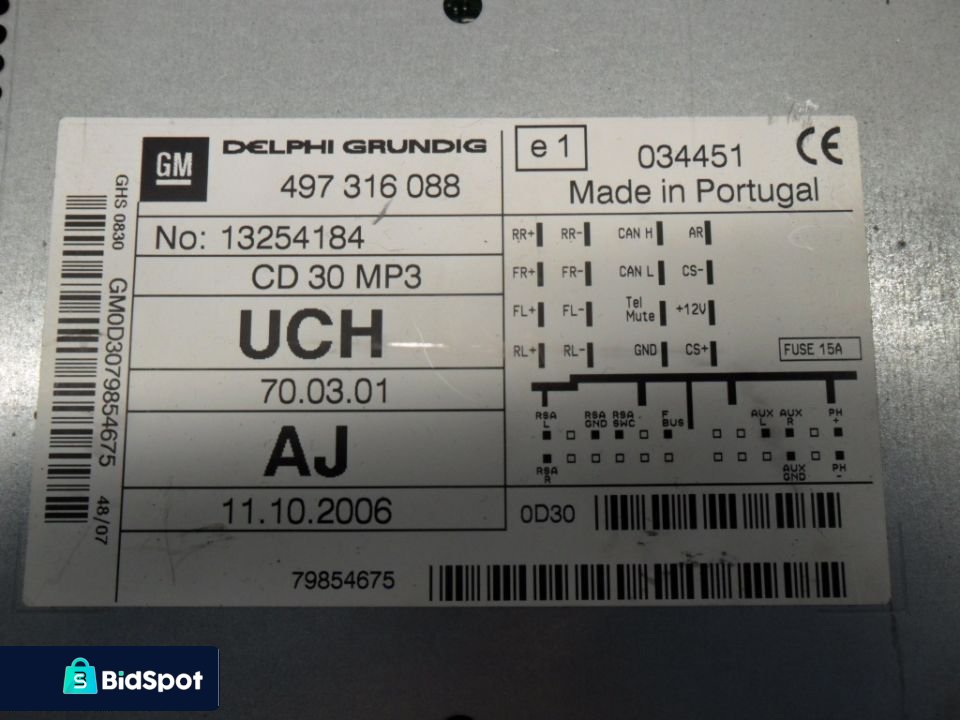 GM
DELPHI GRUNDIG
497 316 088
No: 13254184
CD 30 MP3
UCH
70.03.01
AJ
11.10.2006
79854675
e 1
034451
CE
Made in Portugal
RR+ RR- CAN H AR
FR+ FR- CAN L CS-
FL+ FL- Tel Mute +12V
RL+ RL- GND CS+
FUSE 15A
RSA L RSA GND RSA SWC F BUS AUX L AUX R PH +
RSA R AUX GND PH -
0D30
GHS 0830 GM0D3079854675 48/07
BidSpot